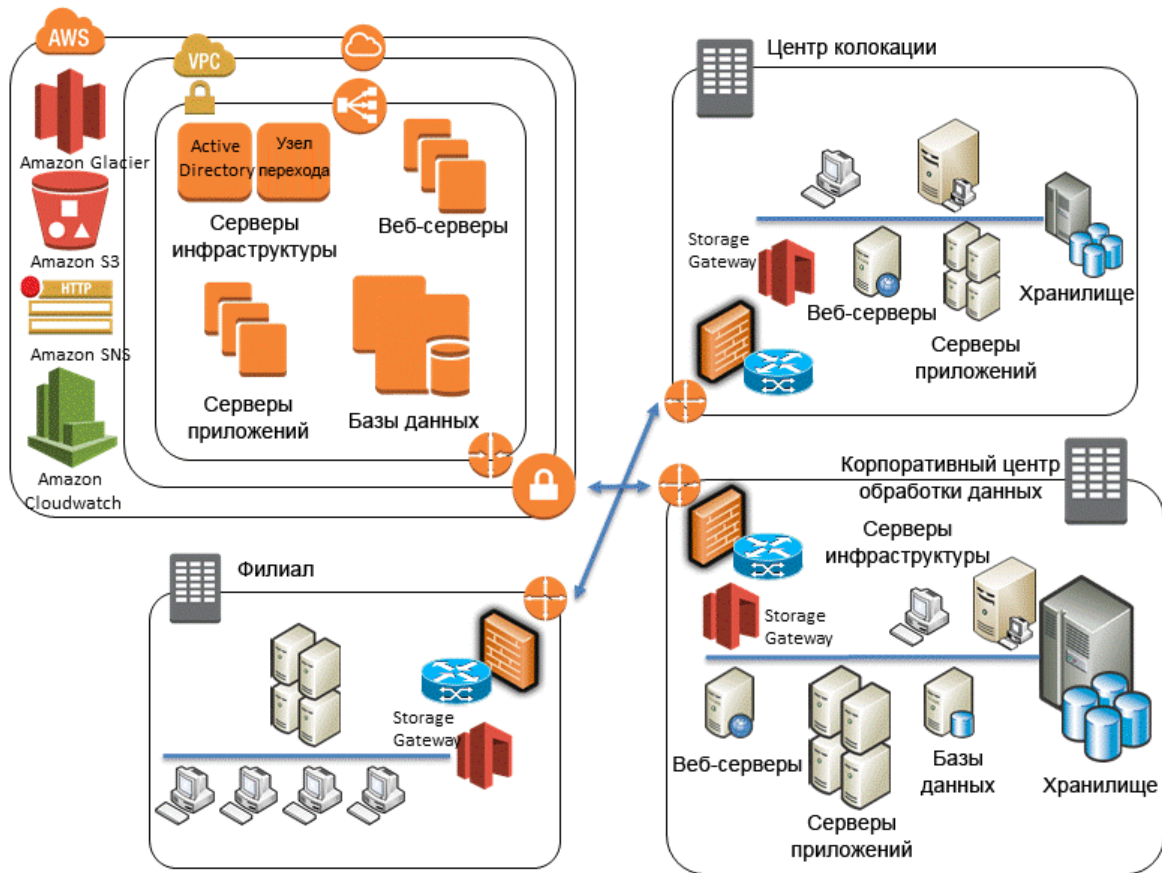 AWS
VPC
Amazon Glacier
Amazon S3
HTTP
Amazon SNS
Amazon
Cloudwatch
Active
Directory
Узел
перехода
Серверы
инфраструктуры
Веб-серверы
Серверы
приложений
Базы данных
Центр колокации
Storage
Gateway
Веб-серверы
Серверы
приложений
Хранилище
Филиал
Storage
Gateway
Корпоративный центр
обработки данных
Серверы
инфраструктуры
Storage
Gateway
Веб-серверы
Серверы
приложений
Базы
данных
Хранилище